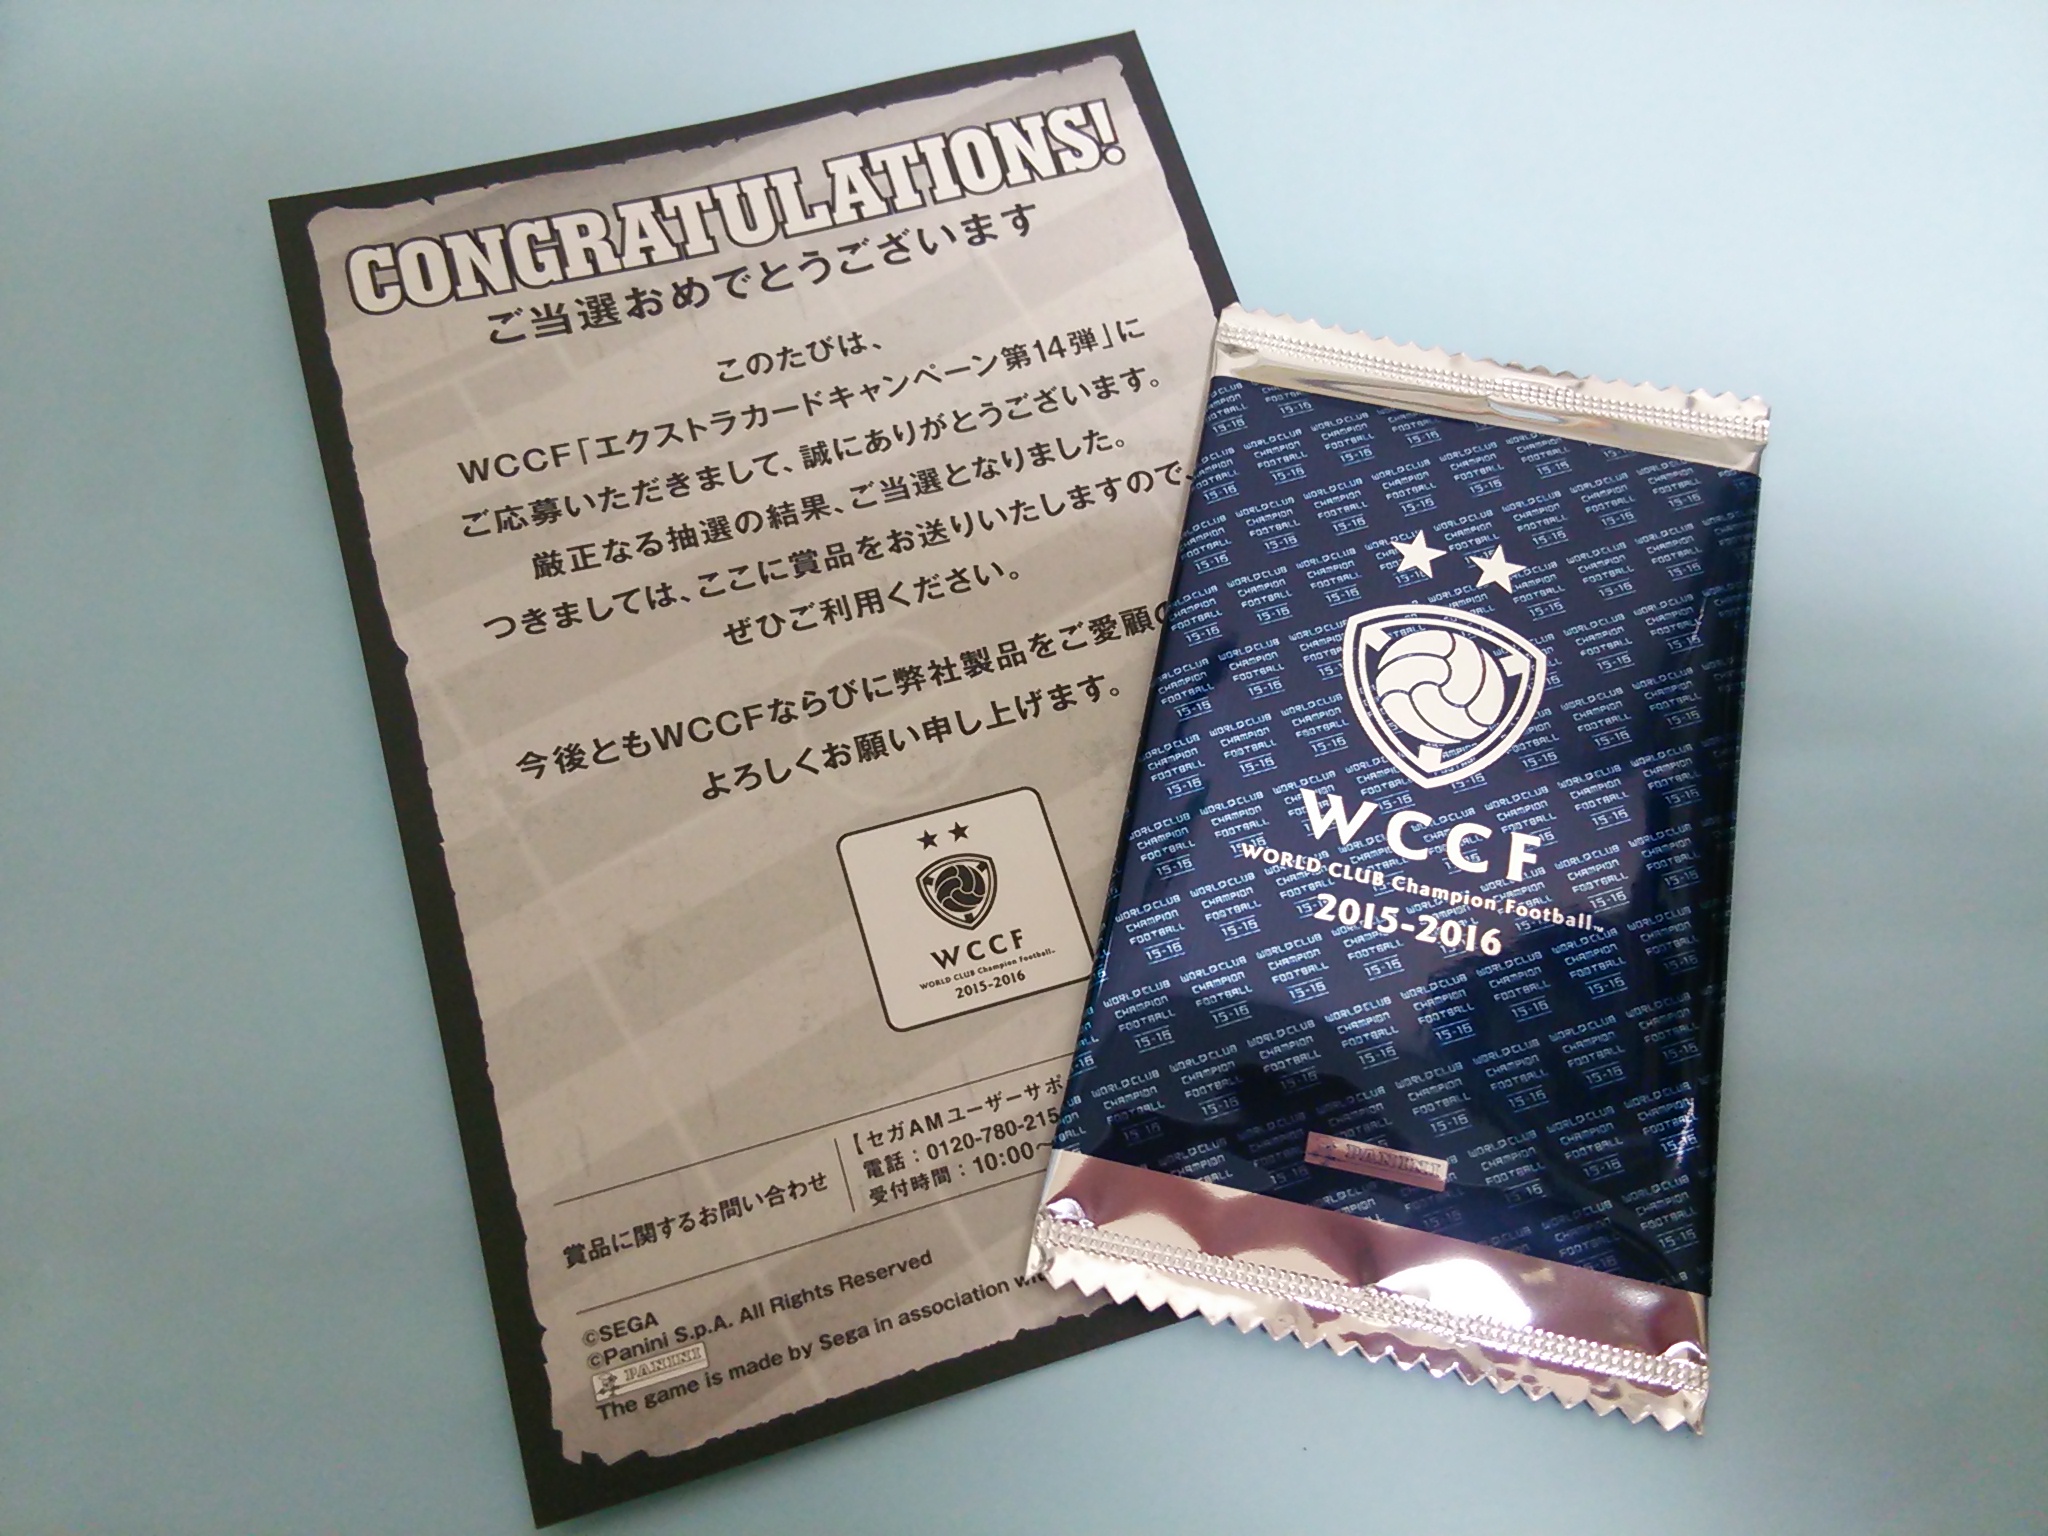 CONGRATULATIONS!
ご当選おめでとうございます
このたびは、
WCCF「エクストラカードキャンペーン第14弾」に
ご応募いただきまして、誠にありがとうございます。
厳正なる抽選の結果、ご当選となりました。
つきましては、ここに賞品をお送りいたしますので、
ぜひご利用ください。
今後ともWCCFならびに弊社製品をご愛顧の
よろしくお願い申し上げます。
WCCF
WORLD CLUB Champion Football™
2015-2016
賞品に関するお問い合わせ
【セガAMユーザーサポ
電話：0120-780-215
受付時間：10:00～
©SEGA
©Panini S.p.A. All Rights Reserved
PANINI
The game is made by Sega in association
WCCF
WORLD CLUB Champion Football™
2015-2016
PANINI
WORLD CLUB
CHAMPION
FOOTBALL
15-16